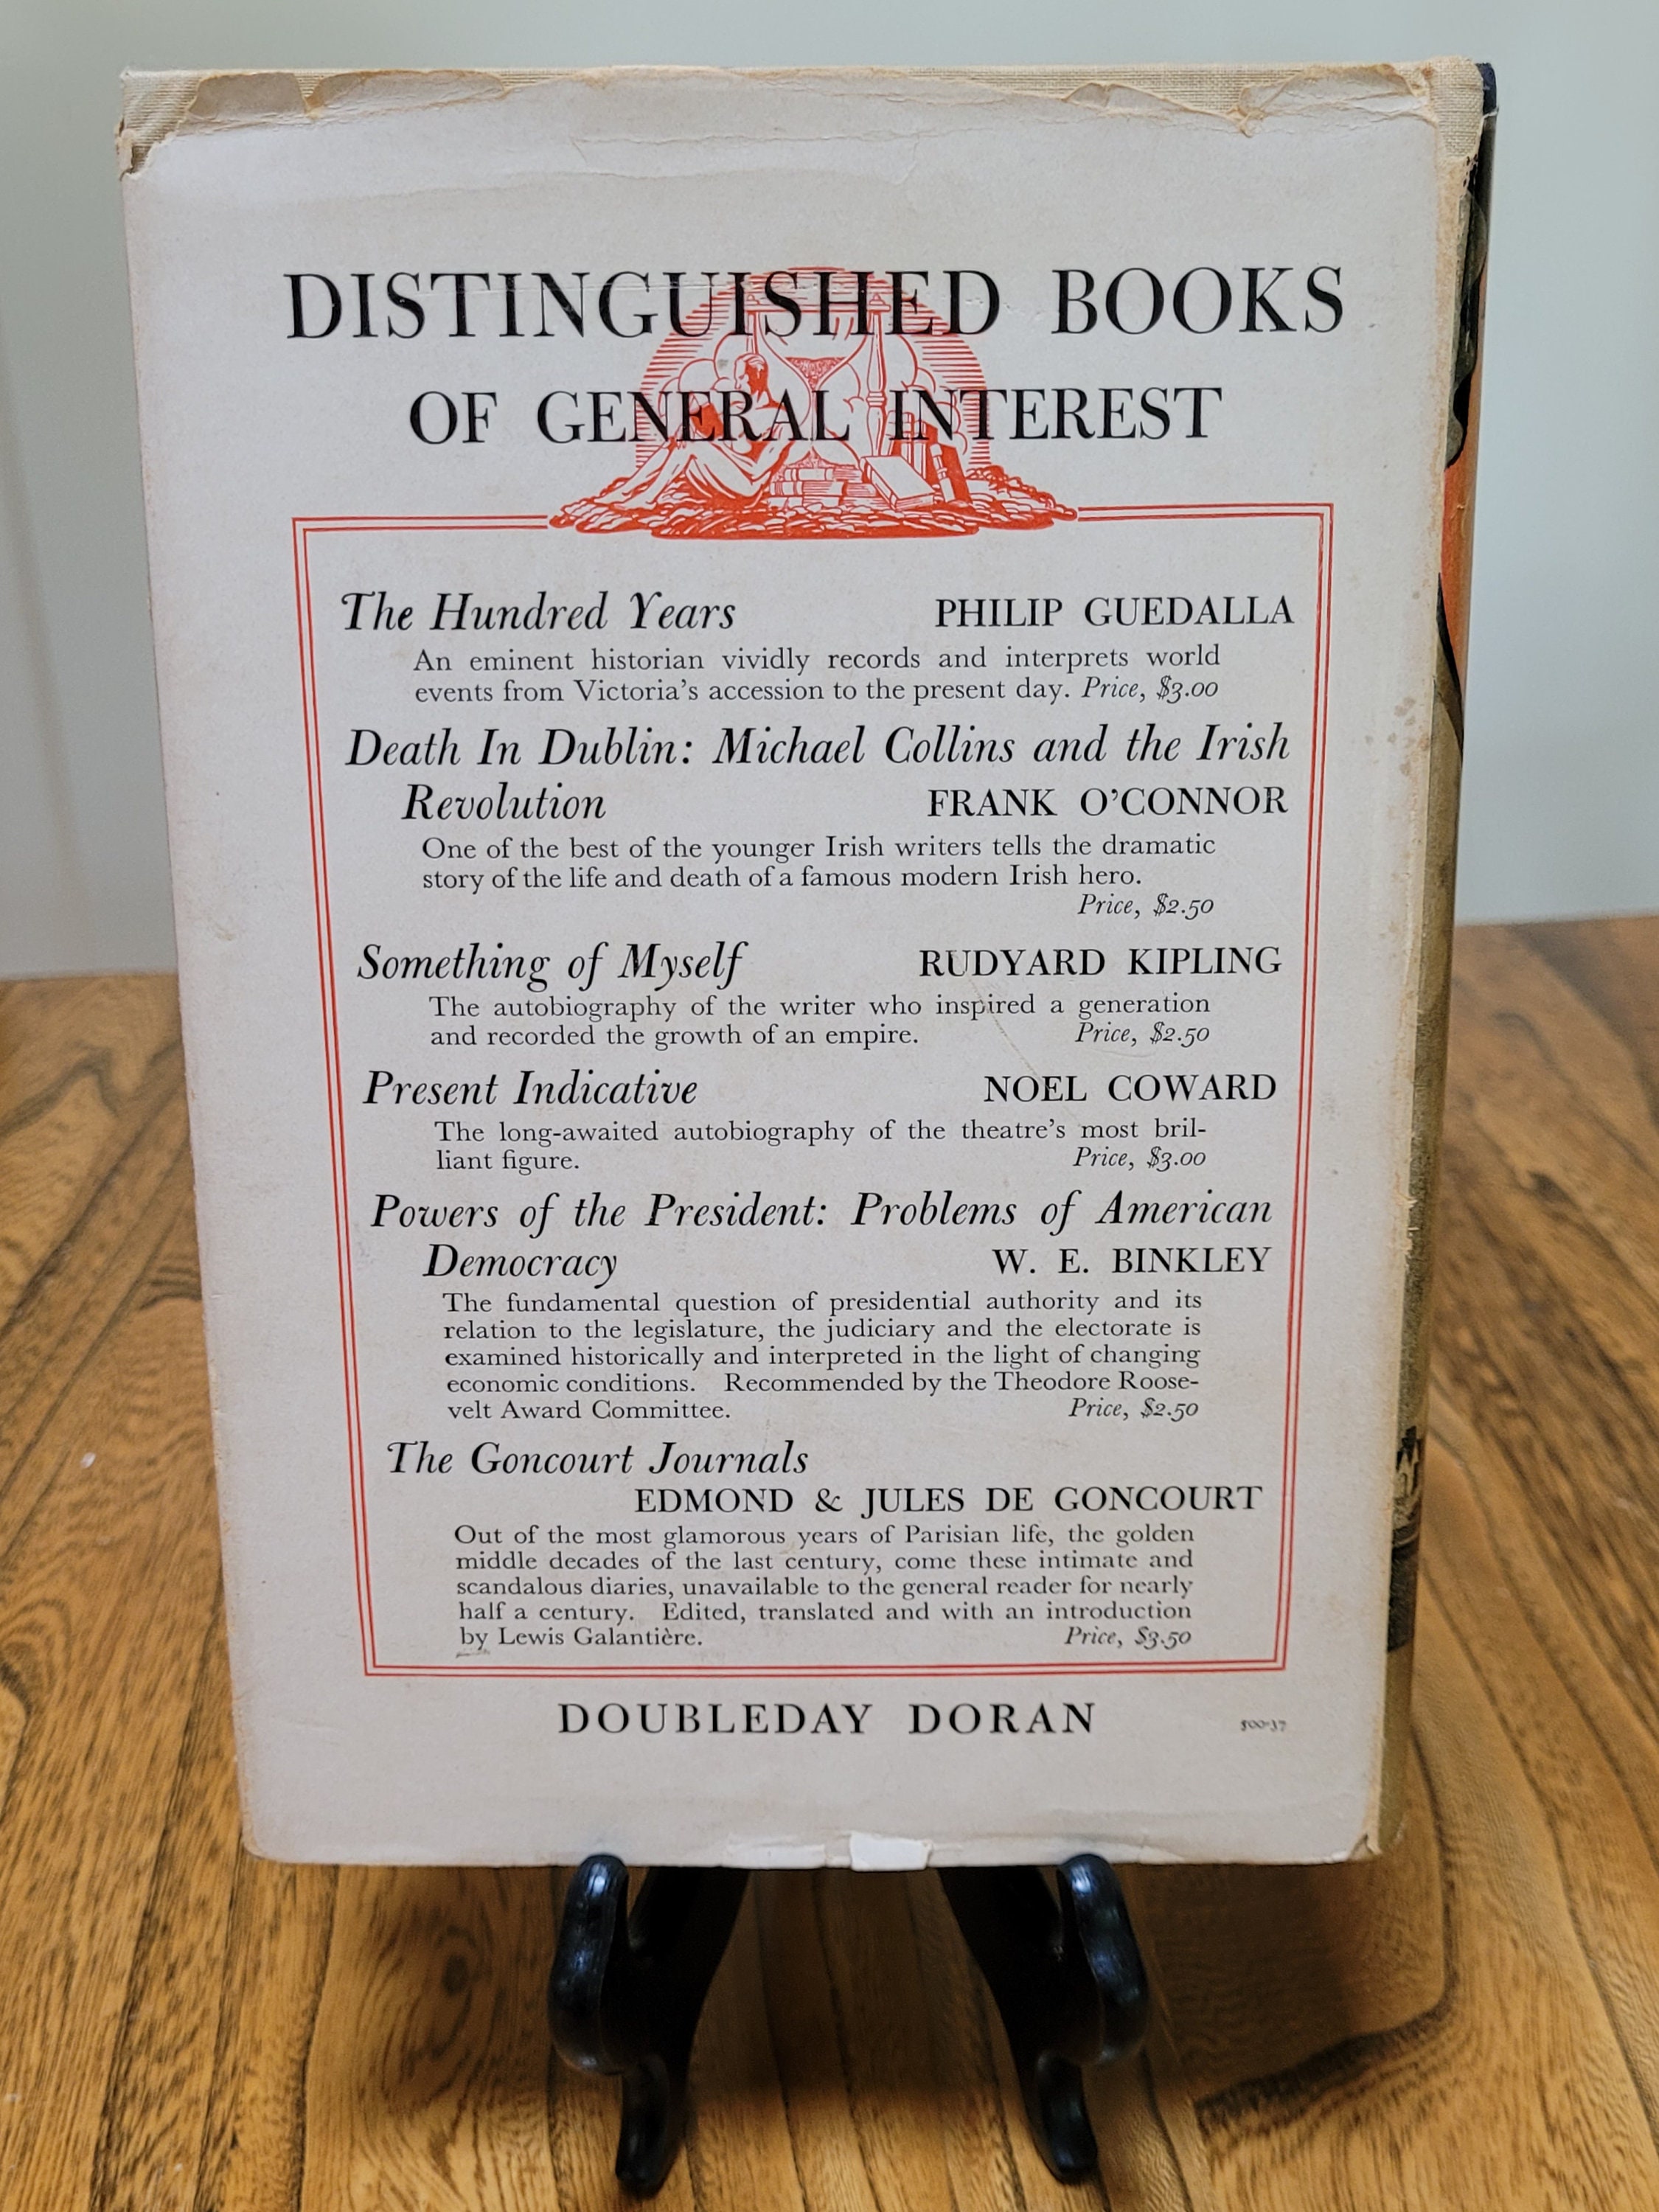 DISTINGUISHED BOOKS
OF GENERAL INTEREST
The Hundred Years PHILIP GUEDALLA
An eminent historian vividly records and interprets world
events from Victoria's accession to the present day. Price, $3.00
Death In Dublin: Michael Collins and the Irish
Revolution FRANK O'CONNOR
One of the best of the younger Irish writers tells the dramatic
story of the life and death of a famous modern Irish hero.
Price, $2.50
Something of Myself RUDYARD KIPLING
The autobiography of the writer who inspired a generation
and recorded the growth of an empire. Price, $2.50
Present Indicative NOEL COWARD
The long-awaited autobiography of the theatre's most bril-
liant figure. Price, $3.00
Powers of the President: Problems of American
Democracy W. E. BINKLEY
The fundamental question of presidential authority and its
relation to the legislature, the judiciary and the electorate is
examined historically and interpreted in the light of changing
economic conditions. Recommended by the Theodore Roose-
velt Award Committee. Price, $2.50
The Goncourt Journals
EDMOND & JULES DE GONCOURT
Out of the most glamorous years of Parisian life, the golden
middle decades of the last century, come these intimate and
scandalous diaries, unavailable to the general reader for nearly
half a century. Edited, translated and with an introduction
by Lewis Galantière. Price, $3.50
DOUBLEDAY DORAN